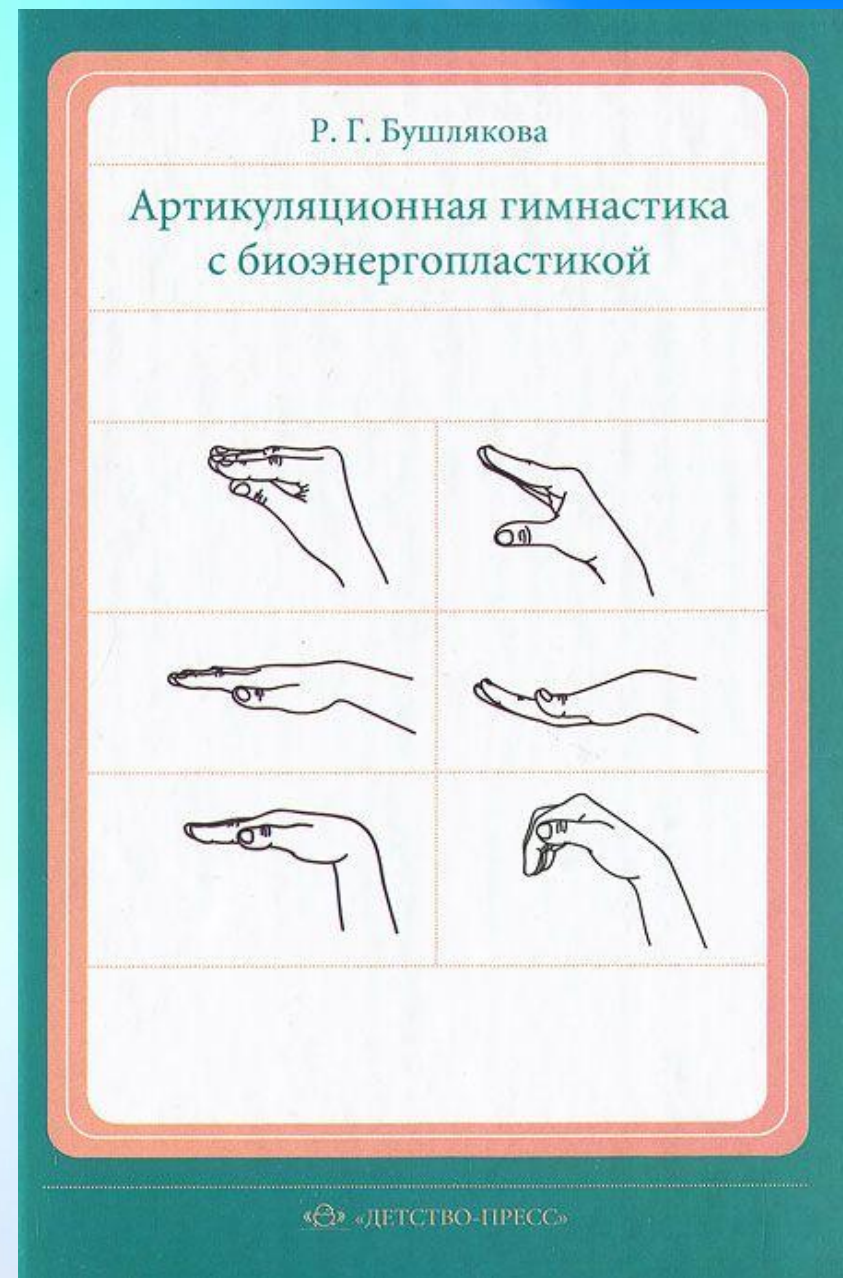 Р. Г. Бушлякова
Артикуляционная гимнастика
с биоэнергопластикой
«ДЕТСТВО-ПРЕСС»